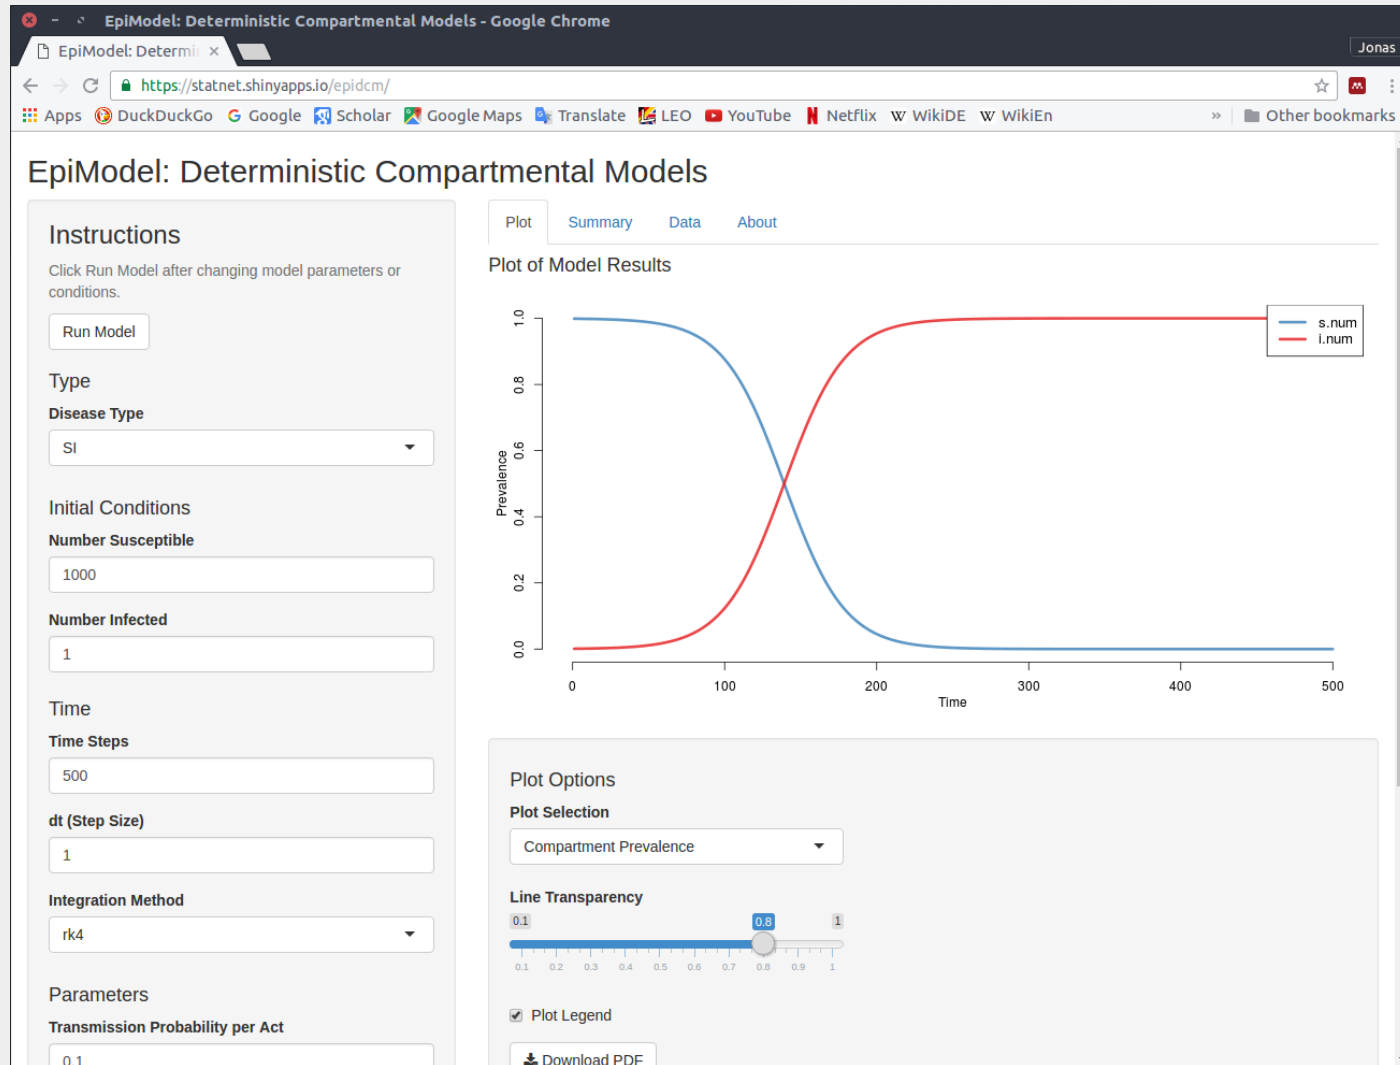 EpiModel: Deterministic Compartmental Models - Google Chrome
EpiModel: Determi
Jonas
https://statnet.shinyapps.io/epidcm/
Apps DuckDuckGo Google Scholar Google Maps Translate LEO YouTube Netflix WikiDE WikiEn » Other bookmarks
EpiModel: Deterministic Compartmental Models
Instructions
Click Run Model after changing model parameters or
conditions.
Run Model
Type
Disease Type
SI
Initial Conditions
Number Susceptible
1000
Number Infected
1
Time
Time Steps
500
dt (Step Size)
1
Integration Method
rk4
Parameters
Transmission Probability per Act
0.1
Plot Summary Data About
Plot of Model Results
s.num
i.num
Prevalence
1.0
0.8
0.6
0.4
0.2
0.0
0 100 200 300 400 500
Time
Plot Options
Plot Selection
Compartment Prevalence
Line Transparency
0.1 0.8 1
0.1 0.2 0.3 0.4 0.5 0.6 0.7 0.8 0.9 1
Plot Legend
Download PDF